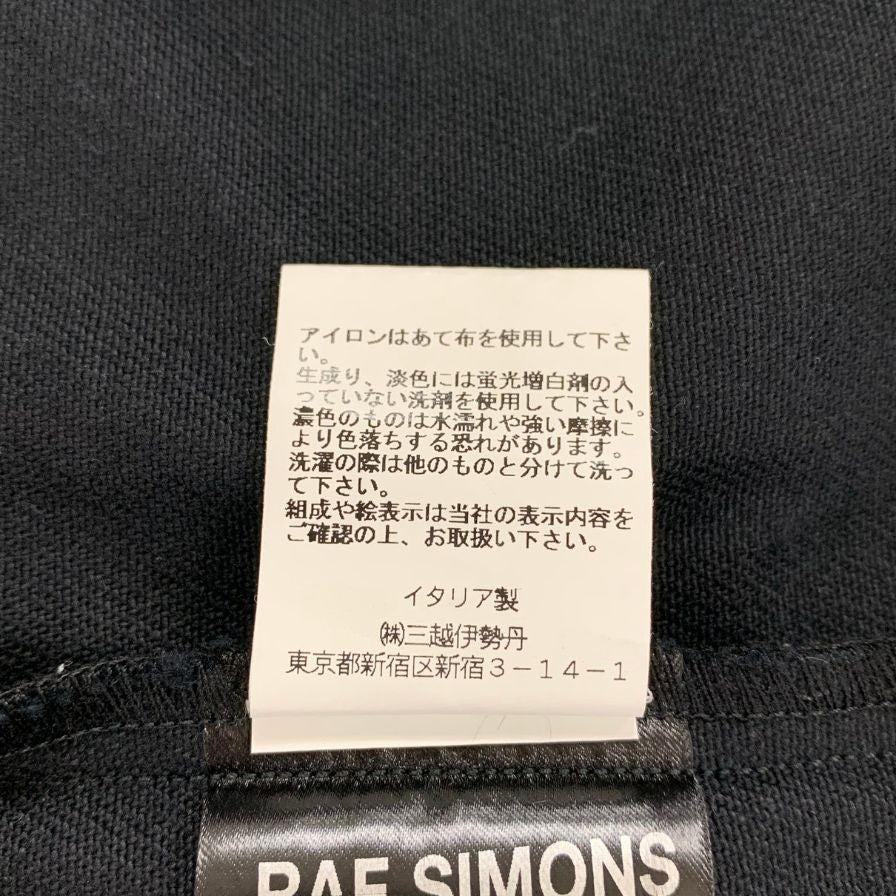 アイロンはあて布を使用して下さ
い。
生成り、淡色には蛍光増白剤の入
っていない洗剤を使用して下さい。
濃色のものは水濡れや強い摩擦に
より色落ちする恐れがあります。
洗濯の際は他のものと分けて洗っ
て下さい。
組成や絵表示は当社の表示内容を
ご確認の上、お取扱い下さい。
イタリア製
㈱三越伊勢丹
東京都新宿区新宿3-14-1
RAF SIMONS